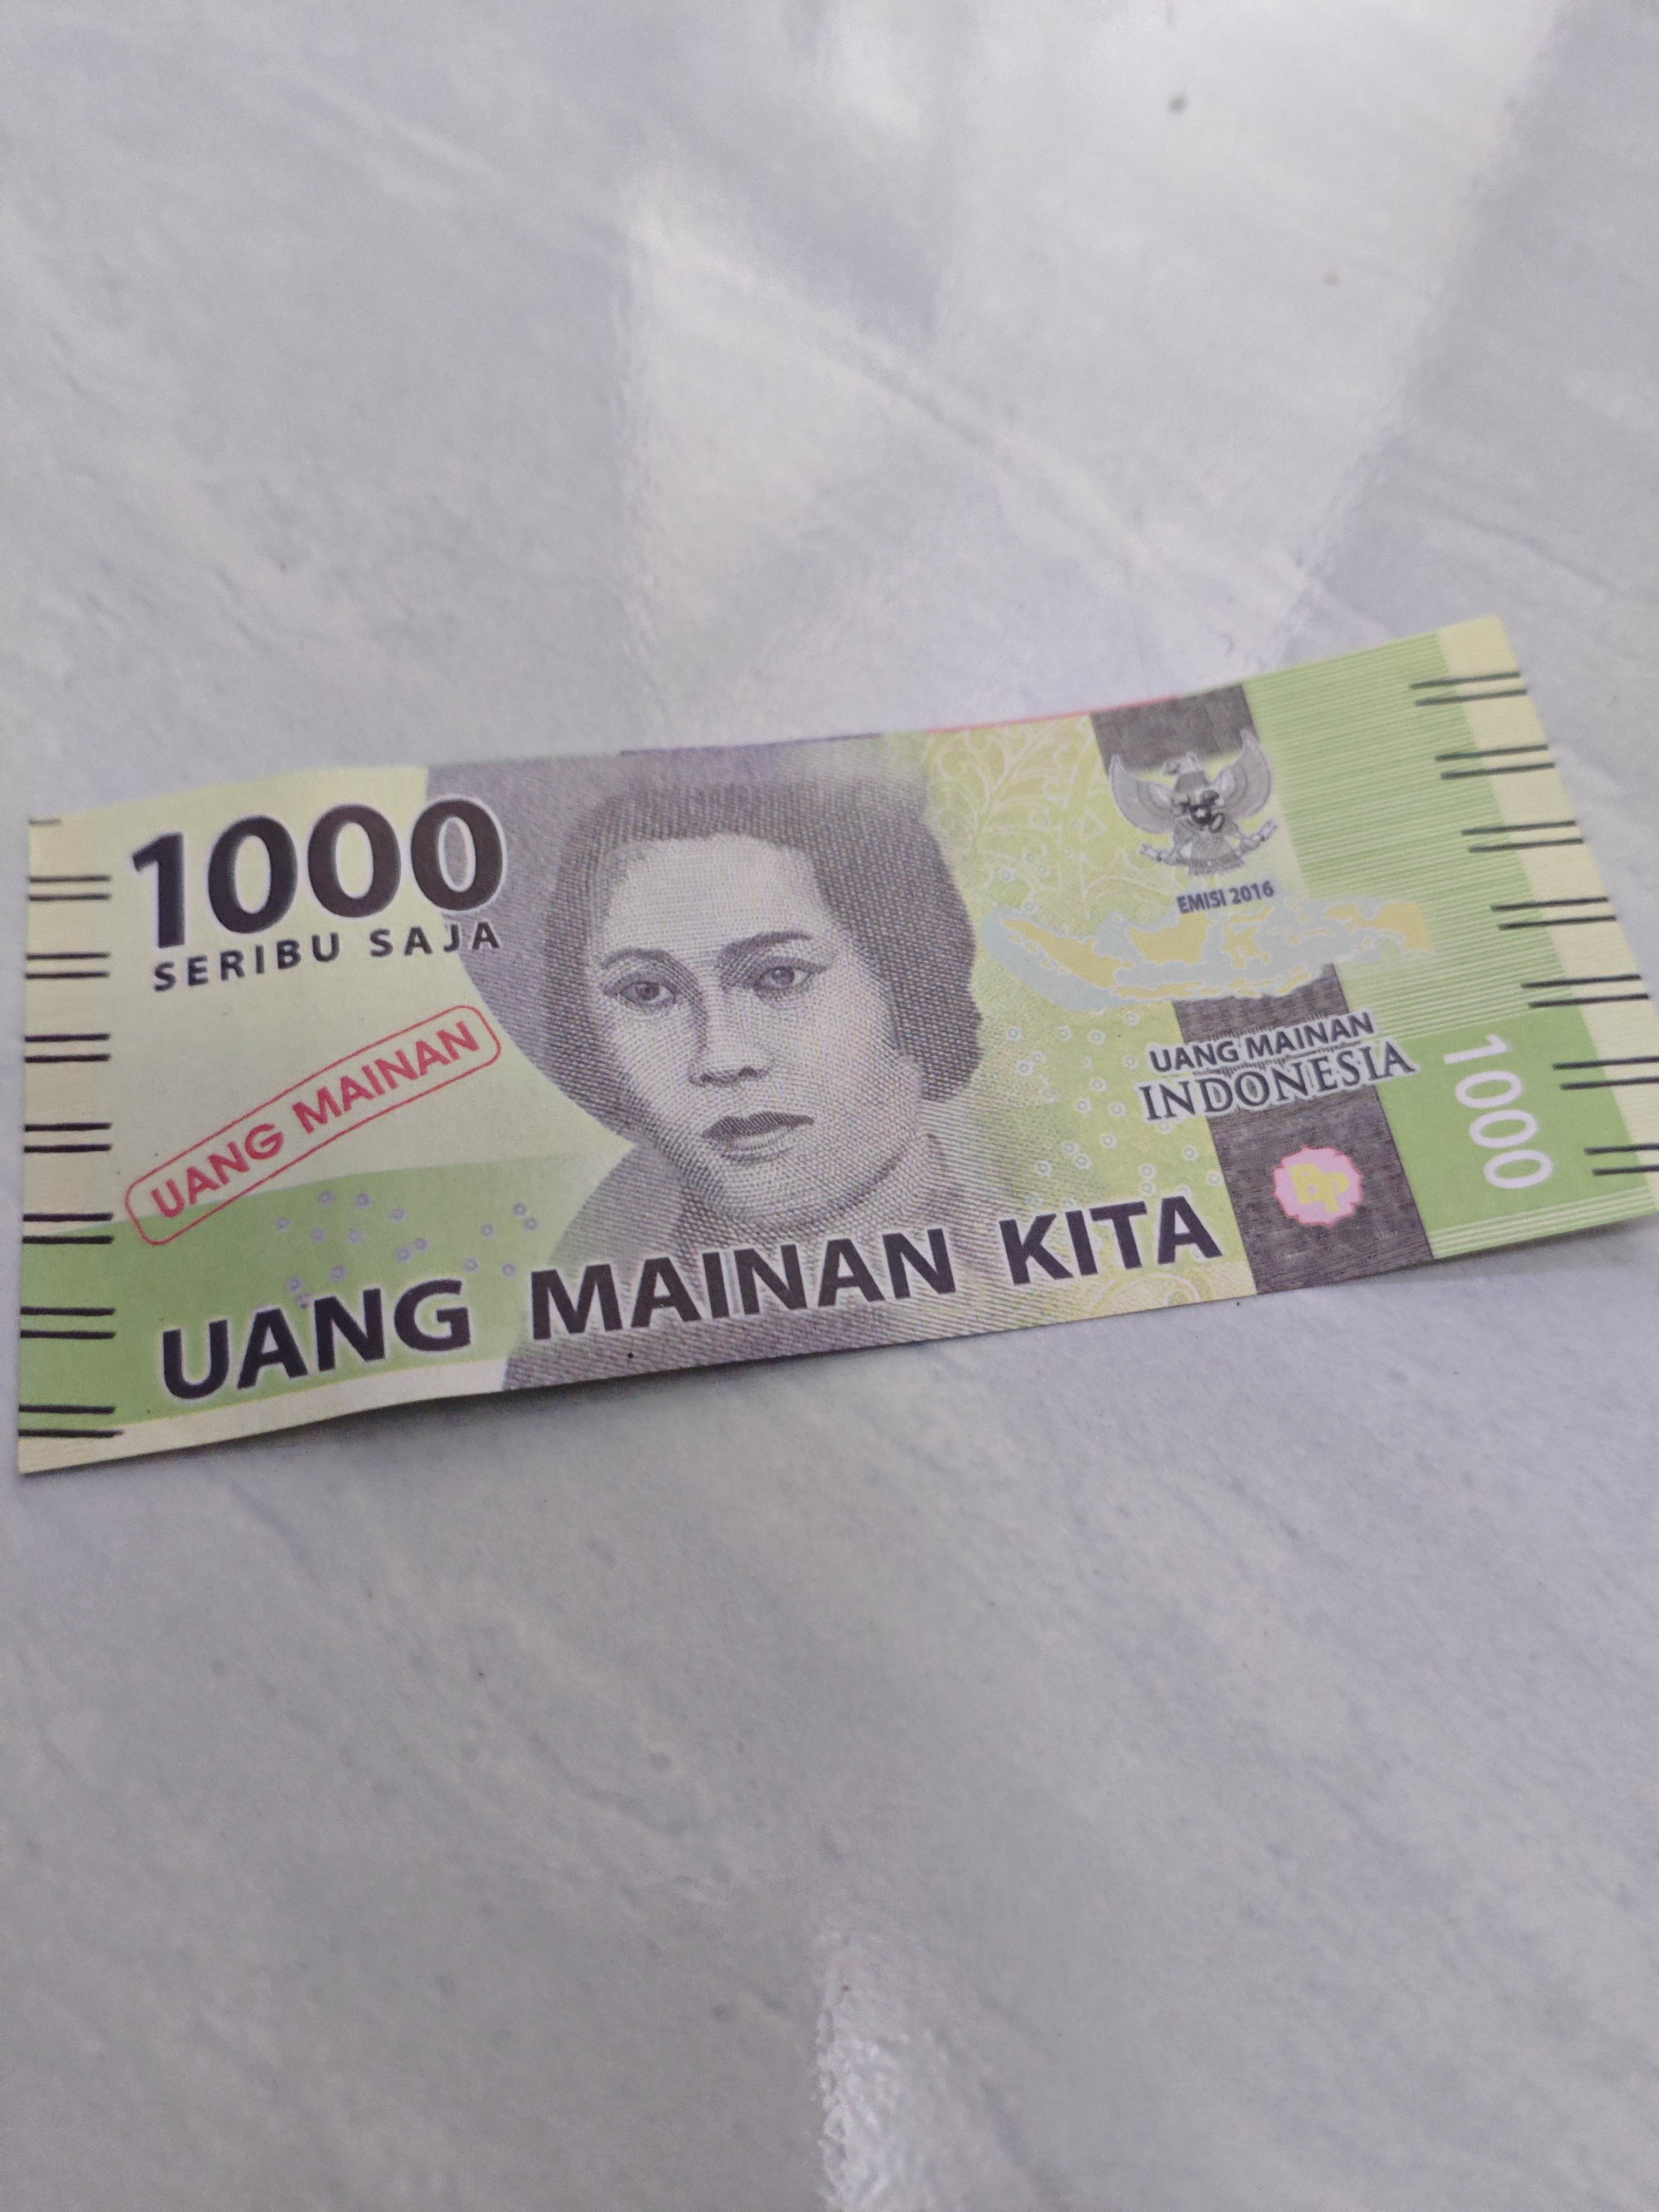 1000
SERIBU SAJA
UANG MAINAN
EMISI 2016
UANG MAINAN
INDONESIA
1000
UANG MAINAN KITA